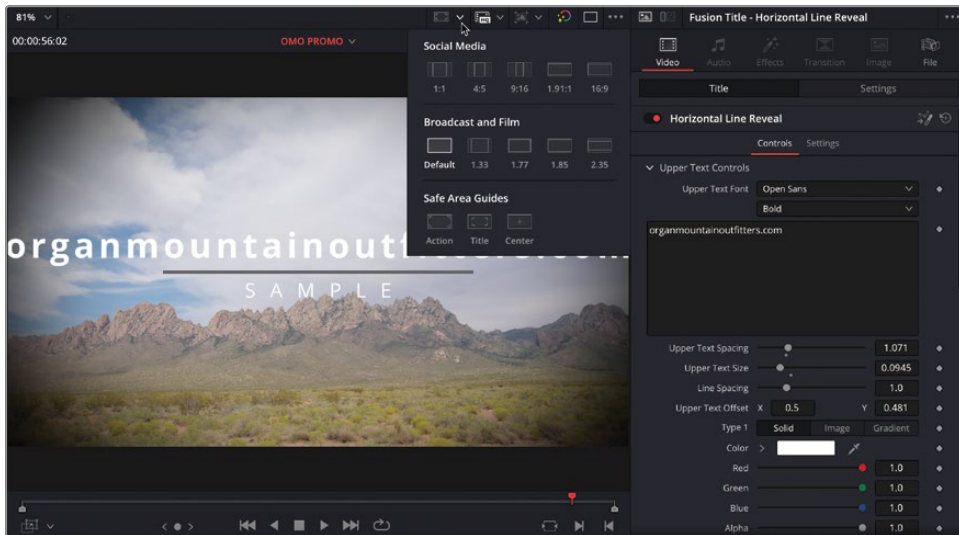 81%
Fusion Title - Horizontal Line Reveal
00:00:56:02
OMO PROMO
Social Media
1:1 4:5 9:16 1.91:1 16:9
Broadcast and Film
Default 1.33 1.77 1.85 2.35
Safe Area Guides
Action Title Center
SAMPLE
Video Audio Effects Transition Image File
Title Settings
Horizontal Line Reveal
Controls Settings
Upper Text Controls
Upper Text Font Open Sans
Bold
organmountainoutfitters.com
Upper Text Spacing 1.071
Upper Text Size 0.0945
Line Spacing 1.0
Upper Text Offset X 0.5 Y 0.481
Type 1 Solid Image Gradient
Color
Red 1.0
Green 1.0
Blue 1.0
Alpha 1.0